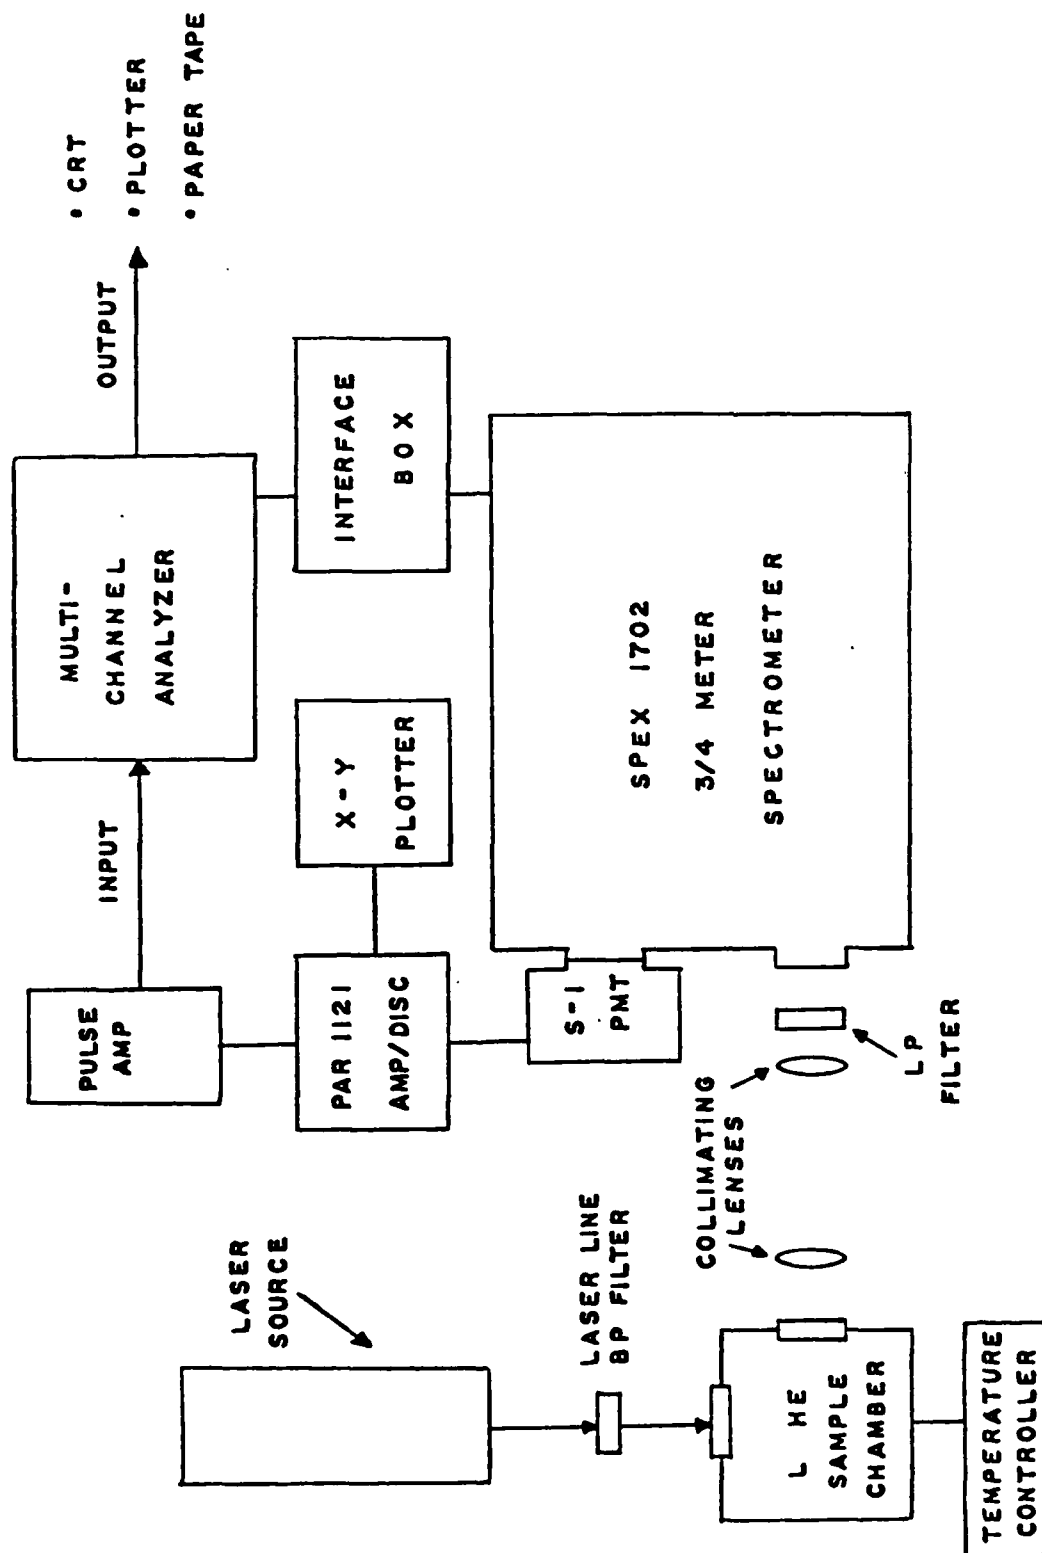 LASER
SOURCE
LASER LINE
BP FILTER
L HE
SAMPLE
CHAMBER
TEMPERATURE
CONTROLLER
COLLIMATING
LENSES
LP
FILTER
PULSE
AMP
PAR 1121
AMP/DISC
S-1
PMT
INPUT
X-Y
PLOTTER
MULTI-
CHANNEL
ANALYZER
INTERFACE
BOX
SPEX 1702
3/4 METER
SPECTROMETER
OUTPUT
• CRT
• PLOTTER
• PAPER TAPE